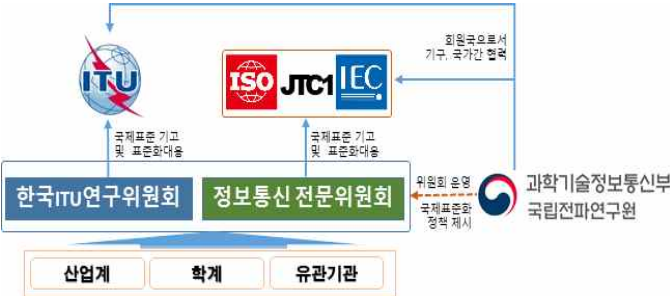 ITU
ISO JTC1 IEC
회원국으로서
기구, 국가간 협력
국제표준 기고
및 표준화대응
국제표준 기고
및 표준화대응
한국ITU연구위원회
정보통신 전문위원회
위원회 운영
국제표준화
정책 제시
과학기술정보통신부
국립전파연구원
산업계
학계
유관기관